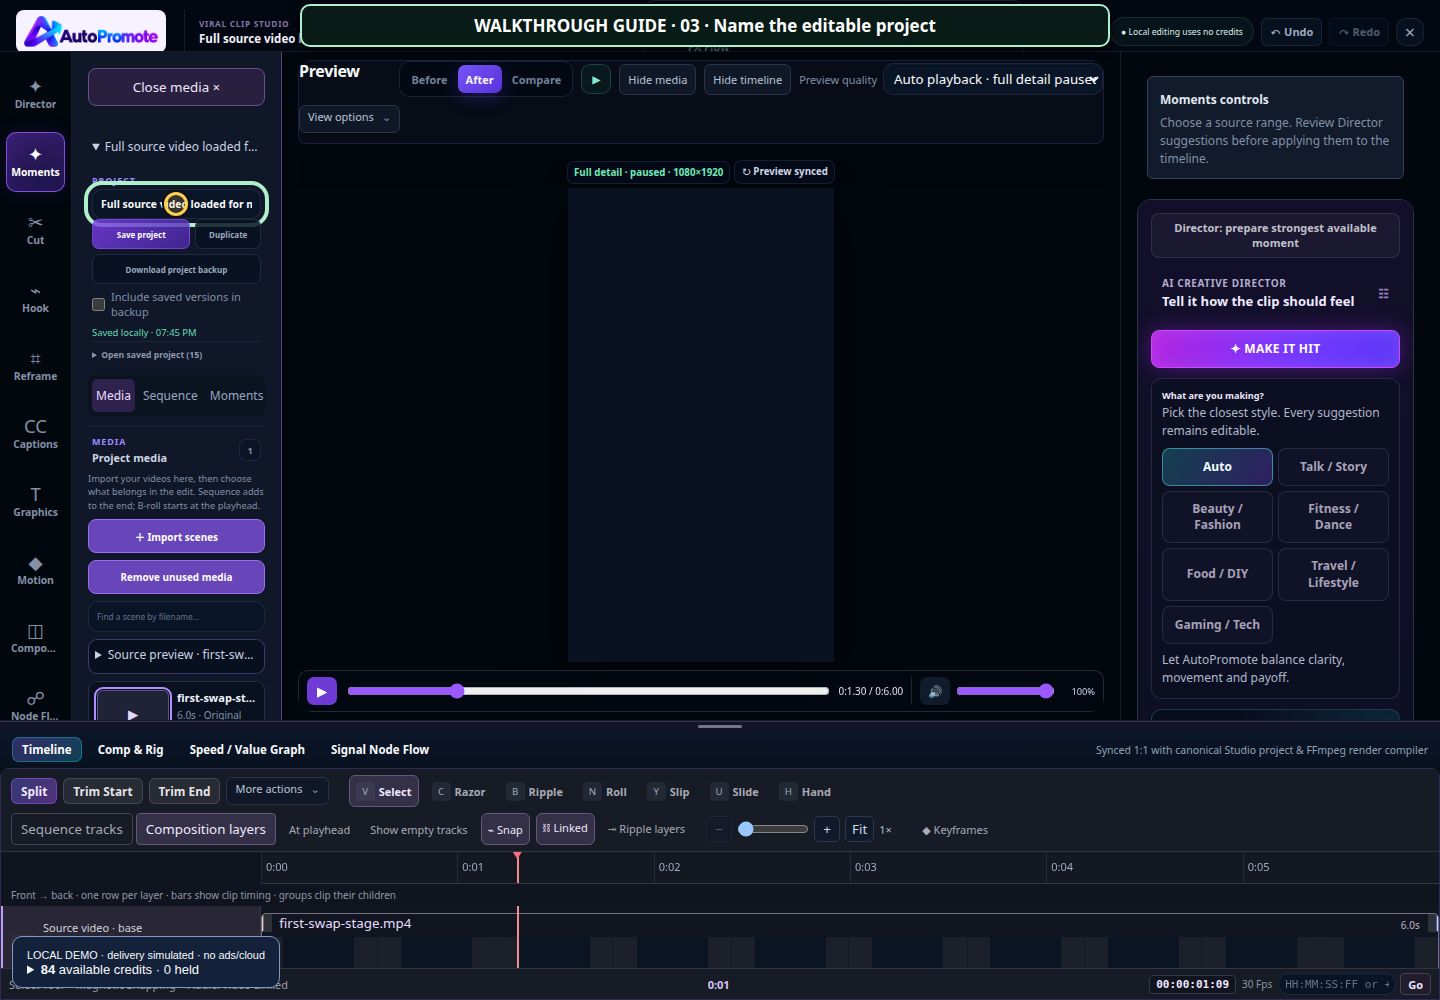 AutoPromote
VIRAL CLIP STUDIO
Full source video
WALKTHROUGH GUIDE · 03 · Name the editable project
● Local editing uses no credits
↶ Undo
↷ Redo
✕
Director
Moments
Cut
Hook
Reframe
CC
Captions
T
Graphics
Motion
Compo...
Node Fl...
Close media ×
▼ Full source video loaded f...
PROJECT
Full source video loaded for n
Save project
Duplicate
Download project backup
Include saved versions in
backup
Saved locally · 07:45 PM
▶ Open saved project (15)
Media
Sequence
Moments
MEDIA
Project media
1
Import your videos here, then choose
what belongs in the edit. Sequence adds
to the end; B-roll starts at the playhead.
+ Import scenes
Remove unused media
Find a scene by filename...
▶ Source preview · first-sw...
first-swap-st...
6.0s · Original
Preview
Before
After
Compare
▶
Hide media
Hide timeline
Preview quality
Auto playback · full detail pause
View options
Full detail · paused · 1080×1920
↻ Preview synced
0:1.30 / 0:6.00
100%
Moments controls
Choose a source range. Review Director
suggestions before applying them to the
timeline.
Director: prepare strongest available
moment
AI CREATIVE DIRECTOR
Tell it how the clip should feel
✦ MAKE IT HIT
What are you making?
Pick the closest style. Every suggestion
remains editable.
Auto
Talk / Story
Beauty /
Fashion
Fitness /
Dance
Food / DIY
Travel /
Lifestyle
Gaming / Tech
Let AutoPromote balance clarity,
movement and payoff.
Timeline
Comp & Rig
Speed / Value Graph
Signal Node Flow
Synced 1:1 with canonical Studio project & FFmpeg render compiler
Split
Trim Start
Trim End
More actions
V Select
C Razor
B Ripple
N Roll
Y Slip
U Slide
H Hand
Sequence tracks
Composition layers
At playhead
Show empty tracks
Snap
Linked
Ripple layers
−
+
Fit
1×
◆ Keyframes
0:00
0:01
0:02
0:03
0:04
0:05
Front → back · one row per layer · bars show clip timing · groups clip their children
Source video · base
first-swap-stage.mp4
6.0s
LOCAL DEMO · delivery simulated · no ads/cloud
▶ 84 available credits · 0 held
0:01
00:00:01:09
30 Fps
HH:MM:SS:FF or +
Go